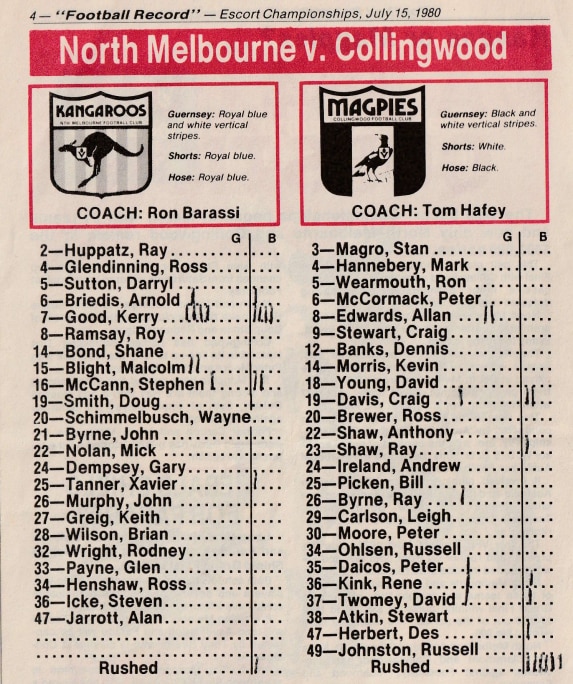 4 — "Football Record" — Escort Championships, July 15, 1980
North Melbourne v. Collingwood
KANGAROOS
NTH MELBOURNE FOOTBALL CLUB
Guernsey: Royal blue
and white vertical
stripes.
Shorts: Royal blue.
Hose: Royal blue.
COACH: Ron Barassi
G B
2—Huppatz, Ray
4—Glendinning, Ross
5—Sutton, Darryl
6—Briedis, Arnold
7—Good, Kerry
8—Ramsay, Roy
14—Bond, Shane
15—Blight, Malcolm
16—McCann, Stephen
19—Smith, Doug
20—Schimmelbusch, Wayne
21—Byrne, John
22—Nolan, Mick
24—Dempsey, Gary
25—Tanner, Xavier
26—Murphy, John
27—Greig, Keith
28—Wilson, Brian
32—Wright, Rodney
33—Payne, Glen
34—Henshaw, Ross
36—Icke, Steven
47—Jarrott, Alan
Rushed
MAGPIES
COLLINGWOOD FOOTBALL CLUB
Guernsey: Black and
white vertical stripes.
Shorts: White.
Hose: Black.
COACH: Tom Hafey
G B
3—Magro, Stan
4—Hannebery, Mark
5—Wearmouth, Ron
6—McCormack, Peter
8—Edwards, Allan
9—Stewart, Craig
12—Banks, Dennis
14—Morris, Kevin
18—Young, David
19—Davis, Craig
20—Brewer, Ross
22—Shaw, Anthony
23—Shaw, Ray
24—Ireland, Andrew
25—Picken, Bill
26—Byrne, Ray
29—Carlson, Leigh
30—Moore, Peter
34—Ohlsen, Russell
35—Daicos, Peter
36—Kink, Rene
37—Twomey, David
38—Atkin, Stewart
47—Herbert, Des
49—Johnston, Russell
Rushed